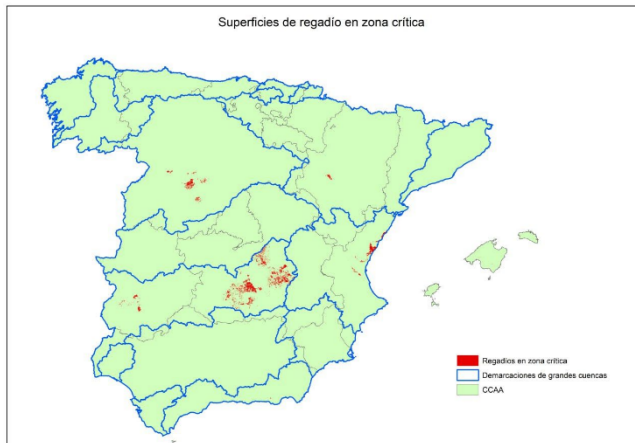 Superficies de regadío en zona crítica
Regadíos en zona crítica
Demarcaciones de grandes cuencas
CCAA